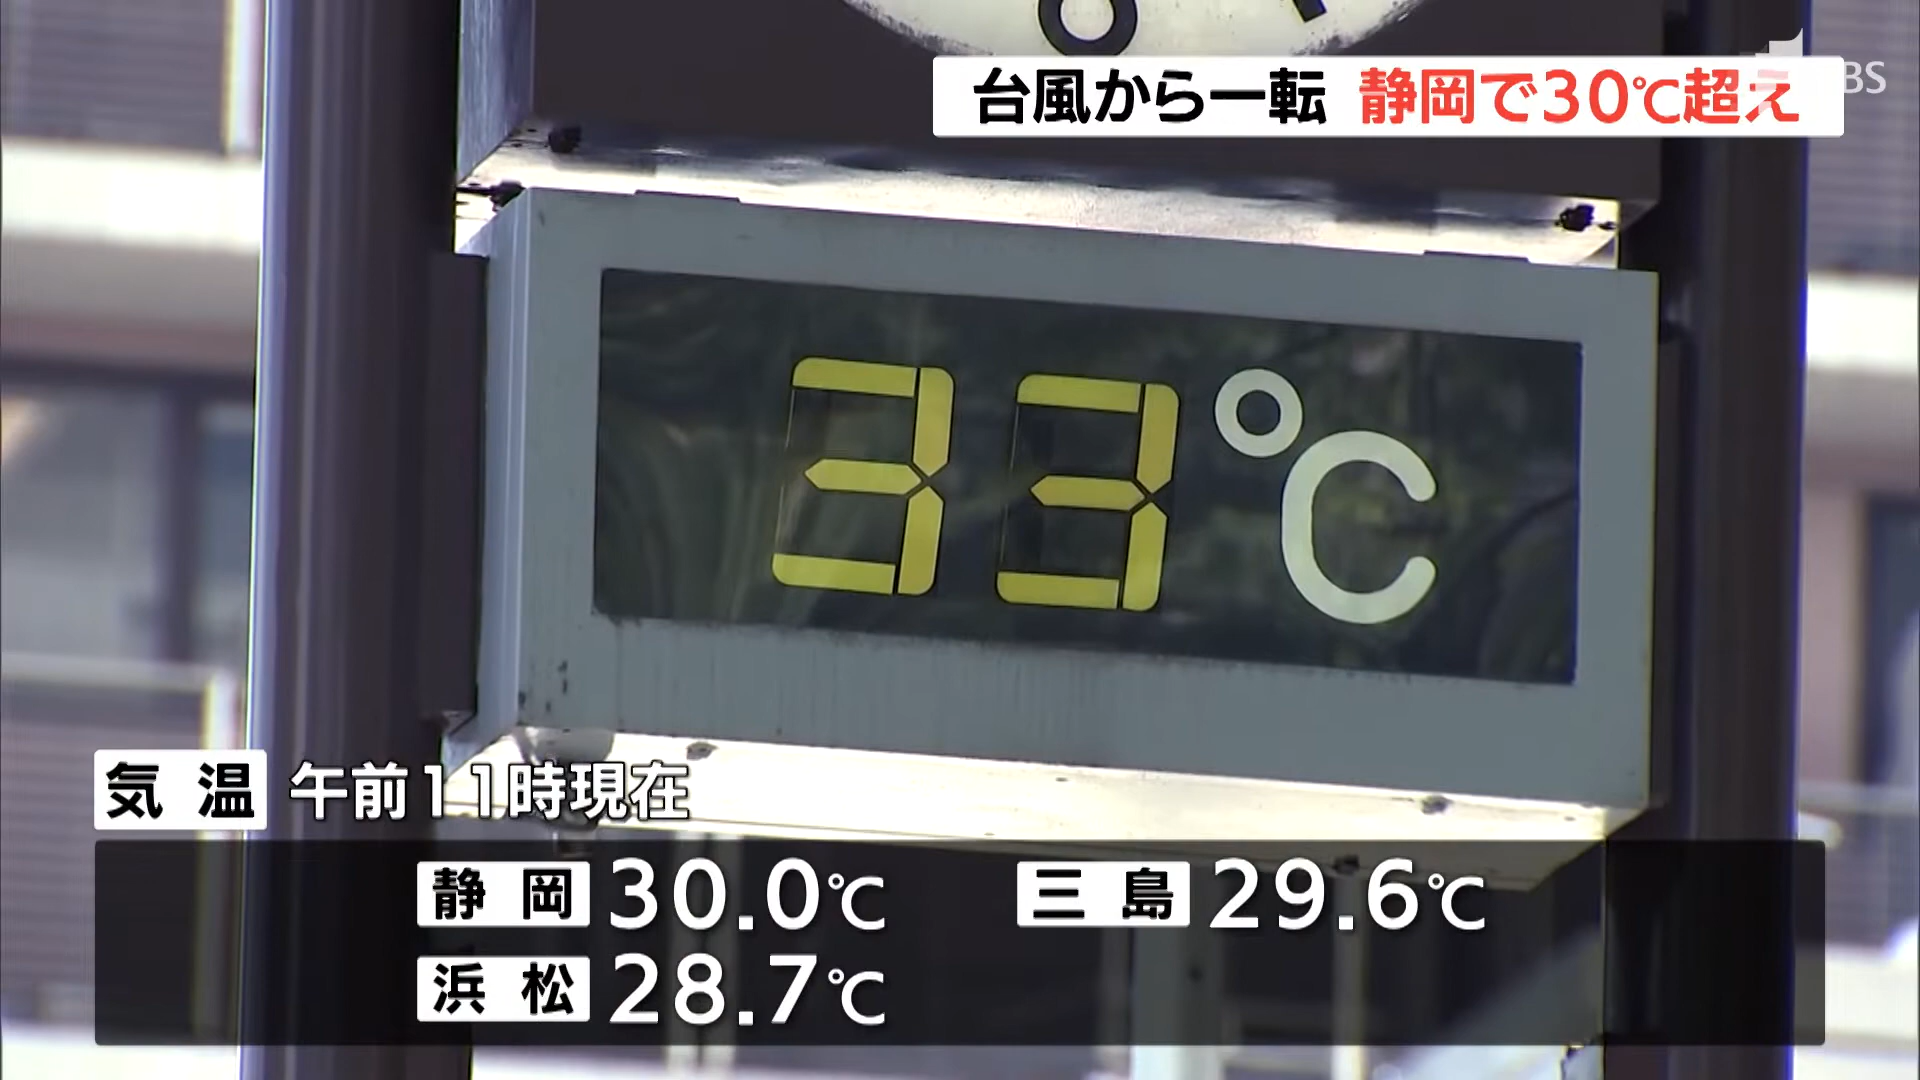 台風から一転 静岡で30℃超え
BS
33℃
気温 午前11時現在
静岡 30.0℃ 三島 29.6℃
浜松 28.7℃